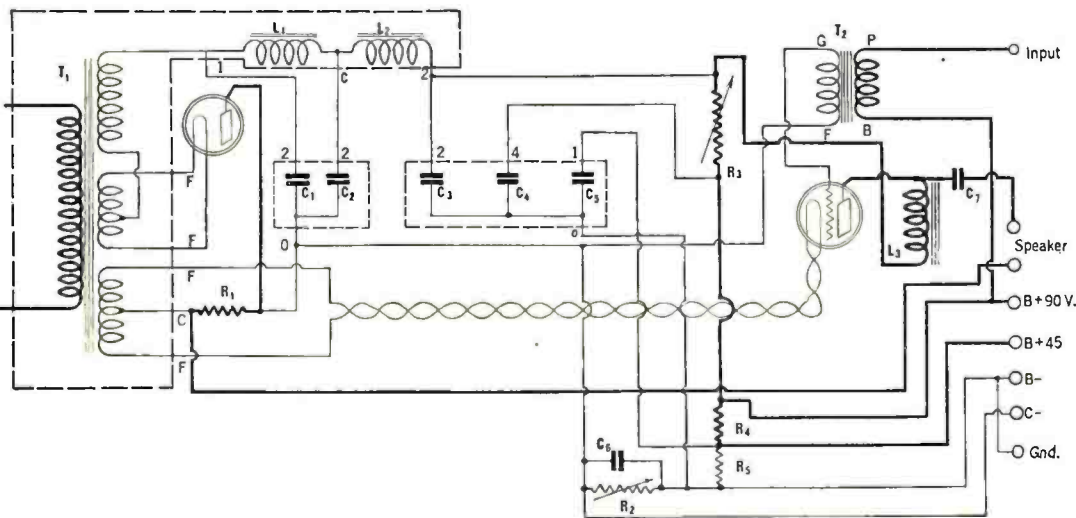 T1
L1
L2
1
C
2
F
F
F
C
F
R1
2
2
C1
C2
0
2
4
1
C3
C4
C5
o
R3
R4
R5
C6
R2
T2
G
P
F
B
Input
C7
L3
Speaker
B+90 V.
B+45
B-
C-
Gnd.